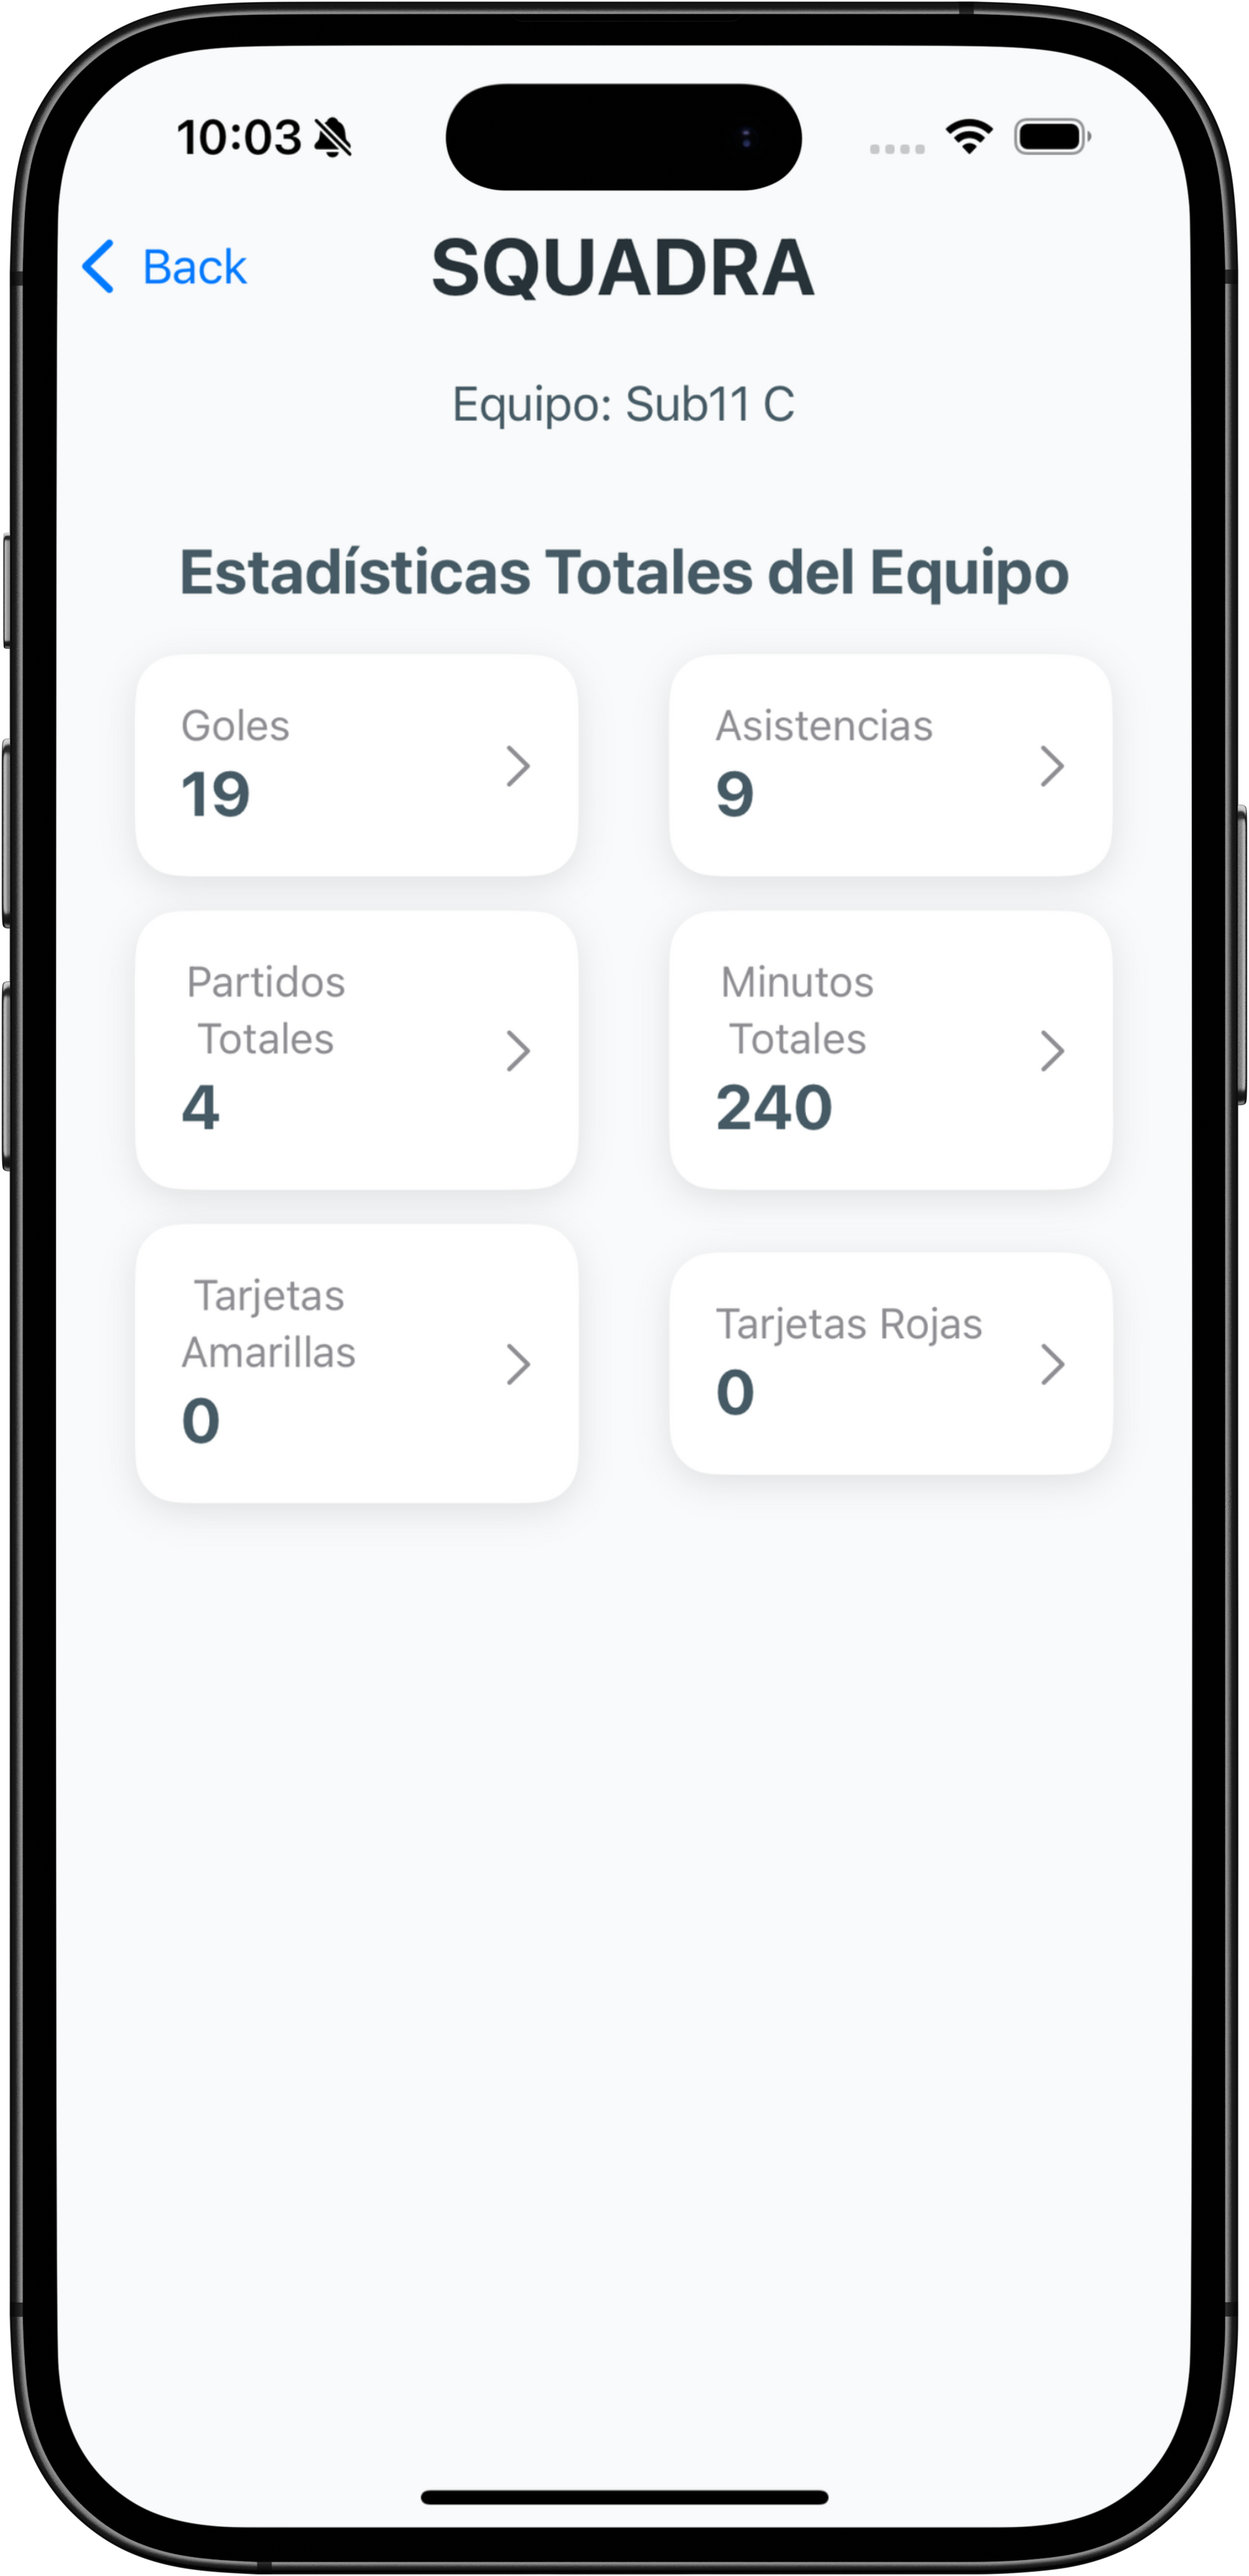 10:03
Back
SQUADRA
Equipo: Sub11 C
Estadísticas Totales del Equipo
Goles
19
Asistencias
9
Partidos
Totales
4
Minutos
Totales
240
Tarjetas
Amarillas
0
Tarjetas Rojas
0